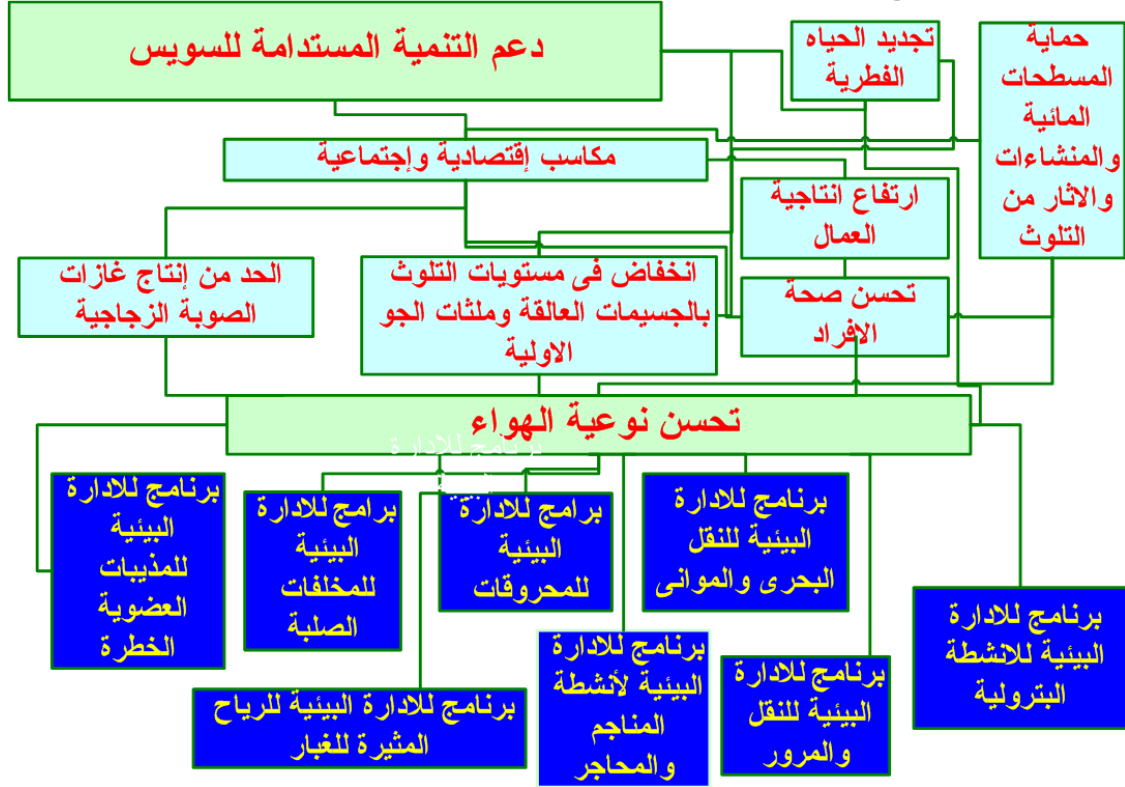 دعم التنمية المستدامة للسويس
تجديد الحياه
الفطرية
حماية
المسطحات
المائية
والمنشاءات
والاثار من
التلوث
مكاسب إقتصادية وإجتماعية
ارتفاع انتاجية
العمال
الحد من إنتاج غازات
الصوبة الزجاجية
انخفاض فى مستويات التلوث
بالجسيمات العالقة وملثات الجو
الاولية
تحسن صحة
الافراد
تحسن نوعية الهواء
برنامج للادارة
برنامج للادارة
البيئية
للمذيبات
العضوية
الخطرة
برامج للادارة
البيئية
للمخلفات
الصلبة
برامج للادارة
البيئية
للمحروقات
برنامج للادارة
البيئية للنقل
البحرى والموانى
برنامج للادارة
البيئية للانشطة
البترولية
برنامج للادارة البيئية للرياح
المثيرة للغبار
برنامج للادارة
البيئية لأنشطة
المناجم
والمحاجر
برنامج للادارة
البيئية للنقل
والمرور